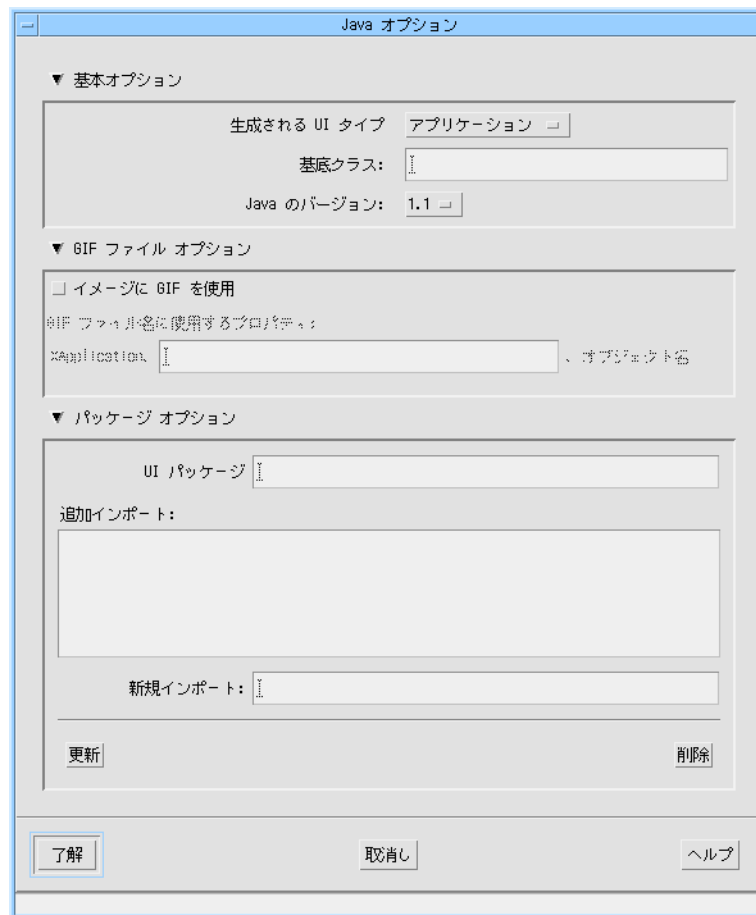 Java オプション
▼ 基本オプション
生成される UI タイプ アプリケーション
基底クラス:
Java のバージョン: 1.1
▼ GIF ファイル オプション
イメージに GIF を使用
GIF ファイル名に使用するプロパティ:
XApplication. 、オブジェクト名
▼ パッケージ オプション
UI パッケージ
追加インポート:
新規インポート:
更新 削除
了解 取消し ヘルプ